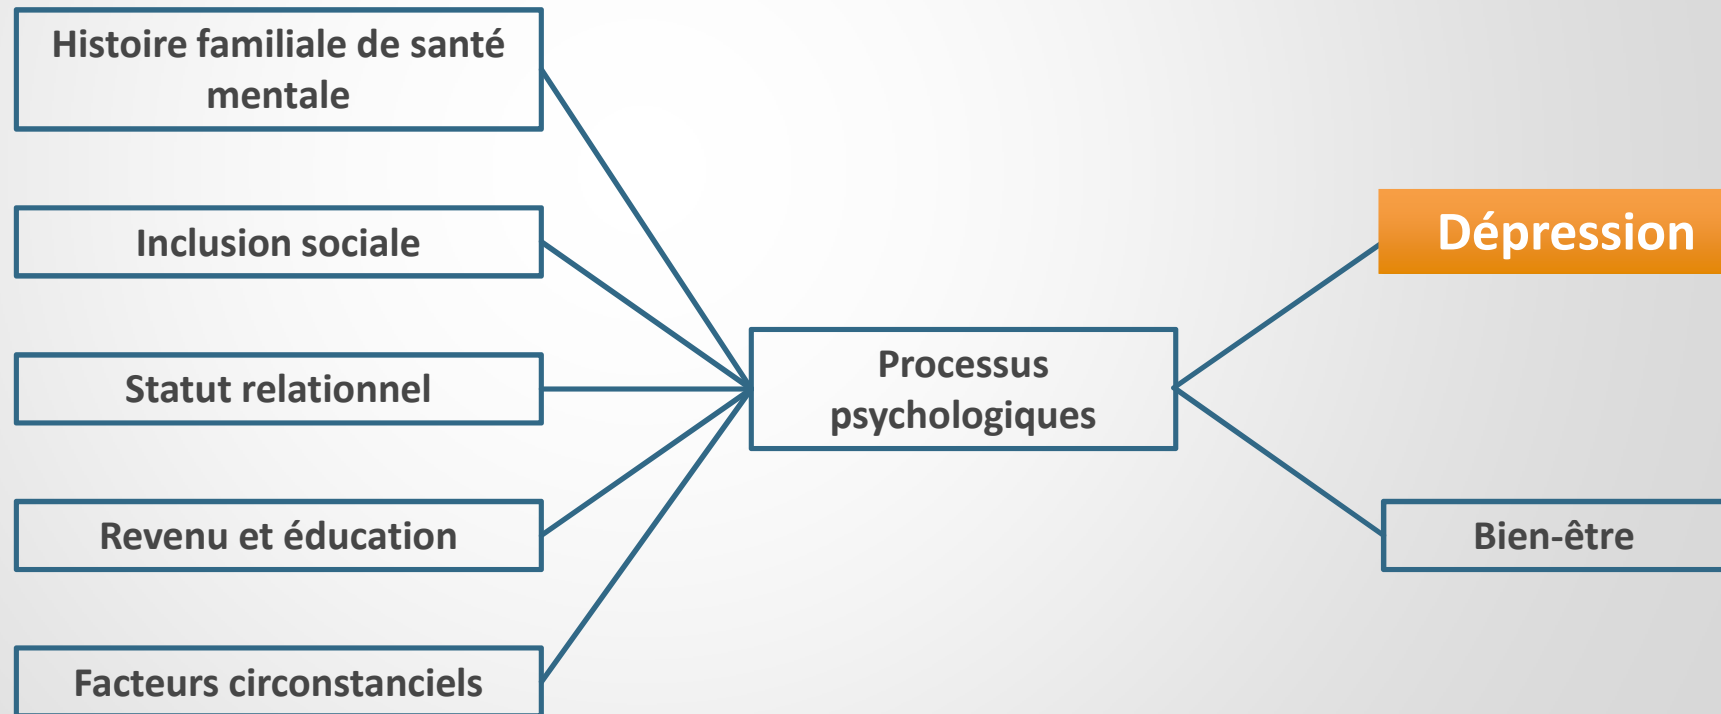 Histoire familiale de santé
mentale
Inclusion sociale
Statut relationnel
Revenu et éducation
Facteurs circonstanciels
Processus
psychologiques
Dépression
Bien-être